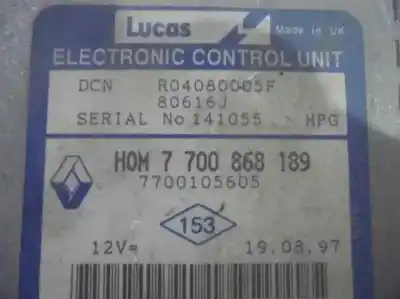 Lucas
Made in UK
ELECTRONIC CONTROL UNIT
DCN R04080005F
80616J
SERIAL No 141055 HPG
HOM 7 700 868 189
7700105605
153
12V= 19.08.97